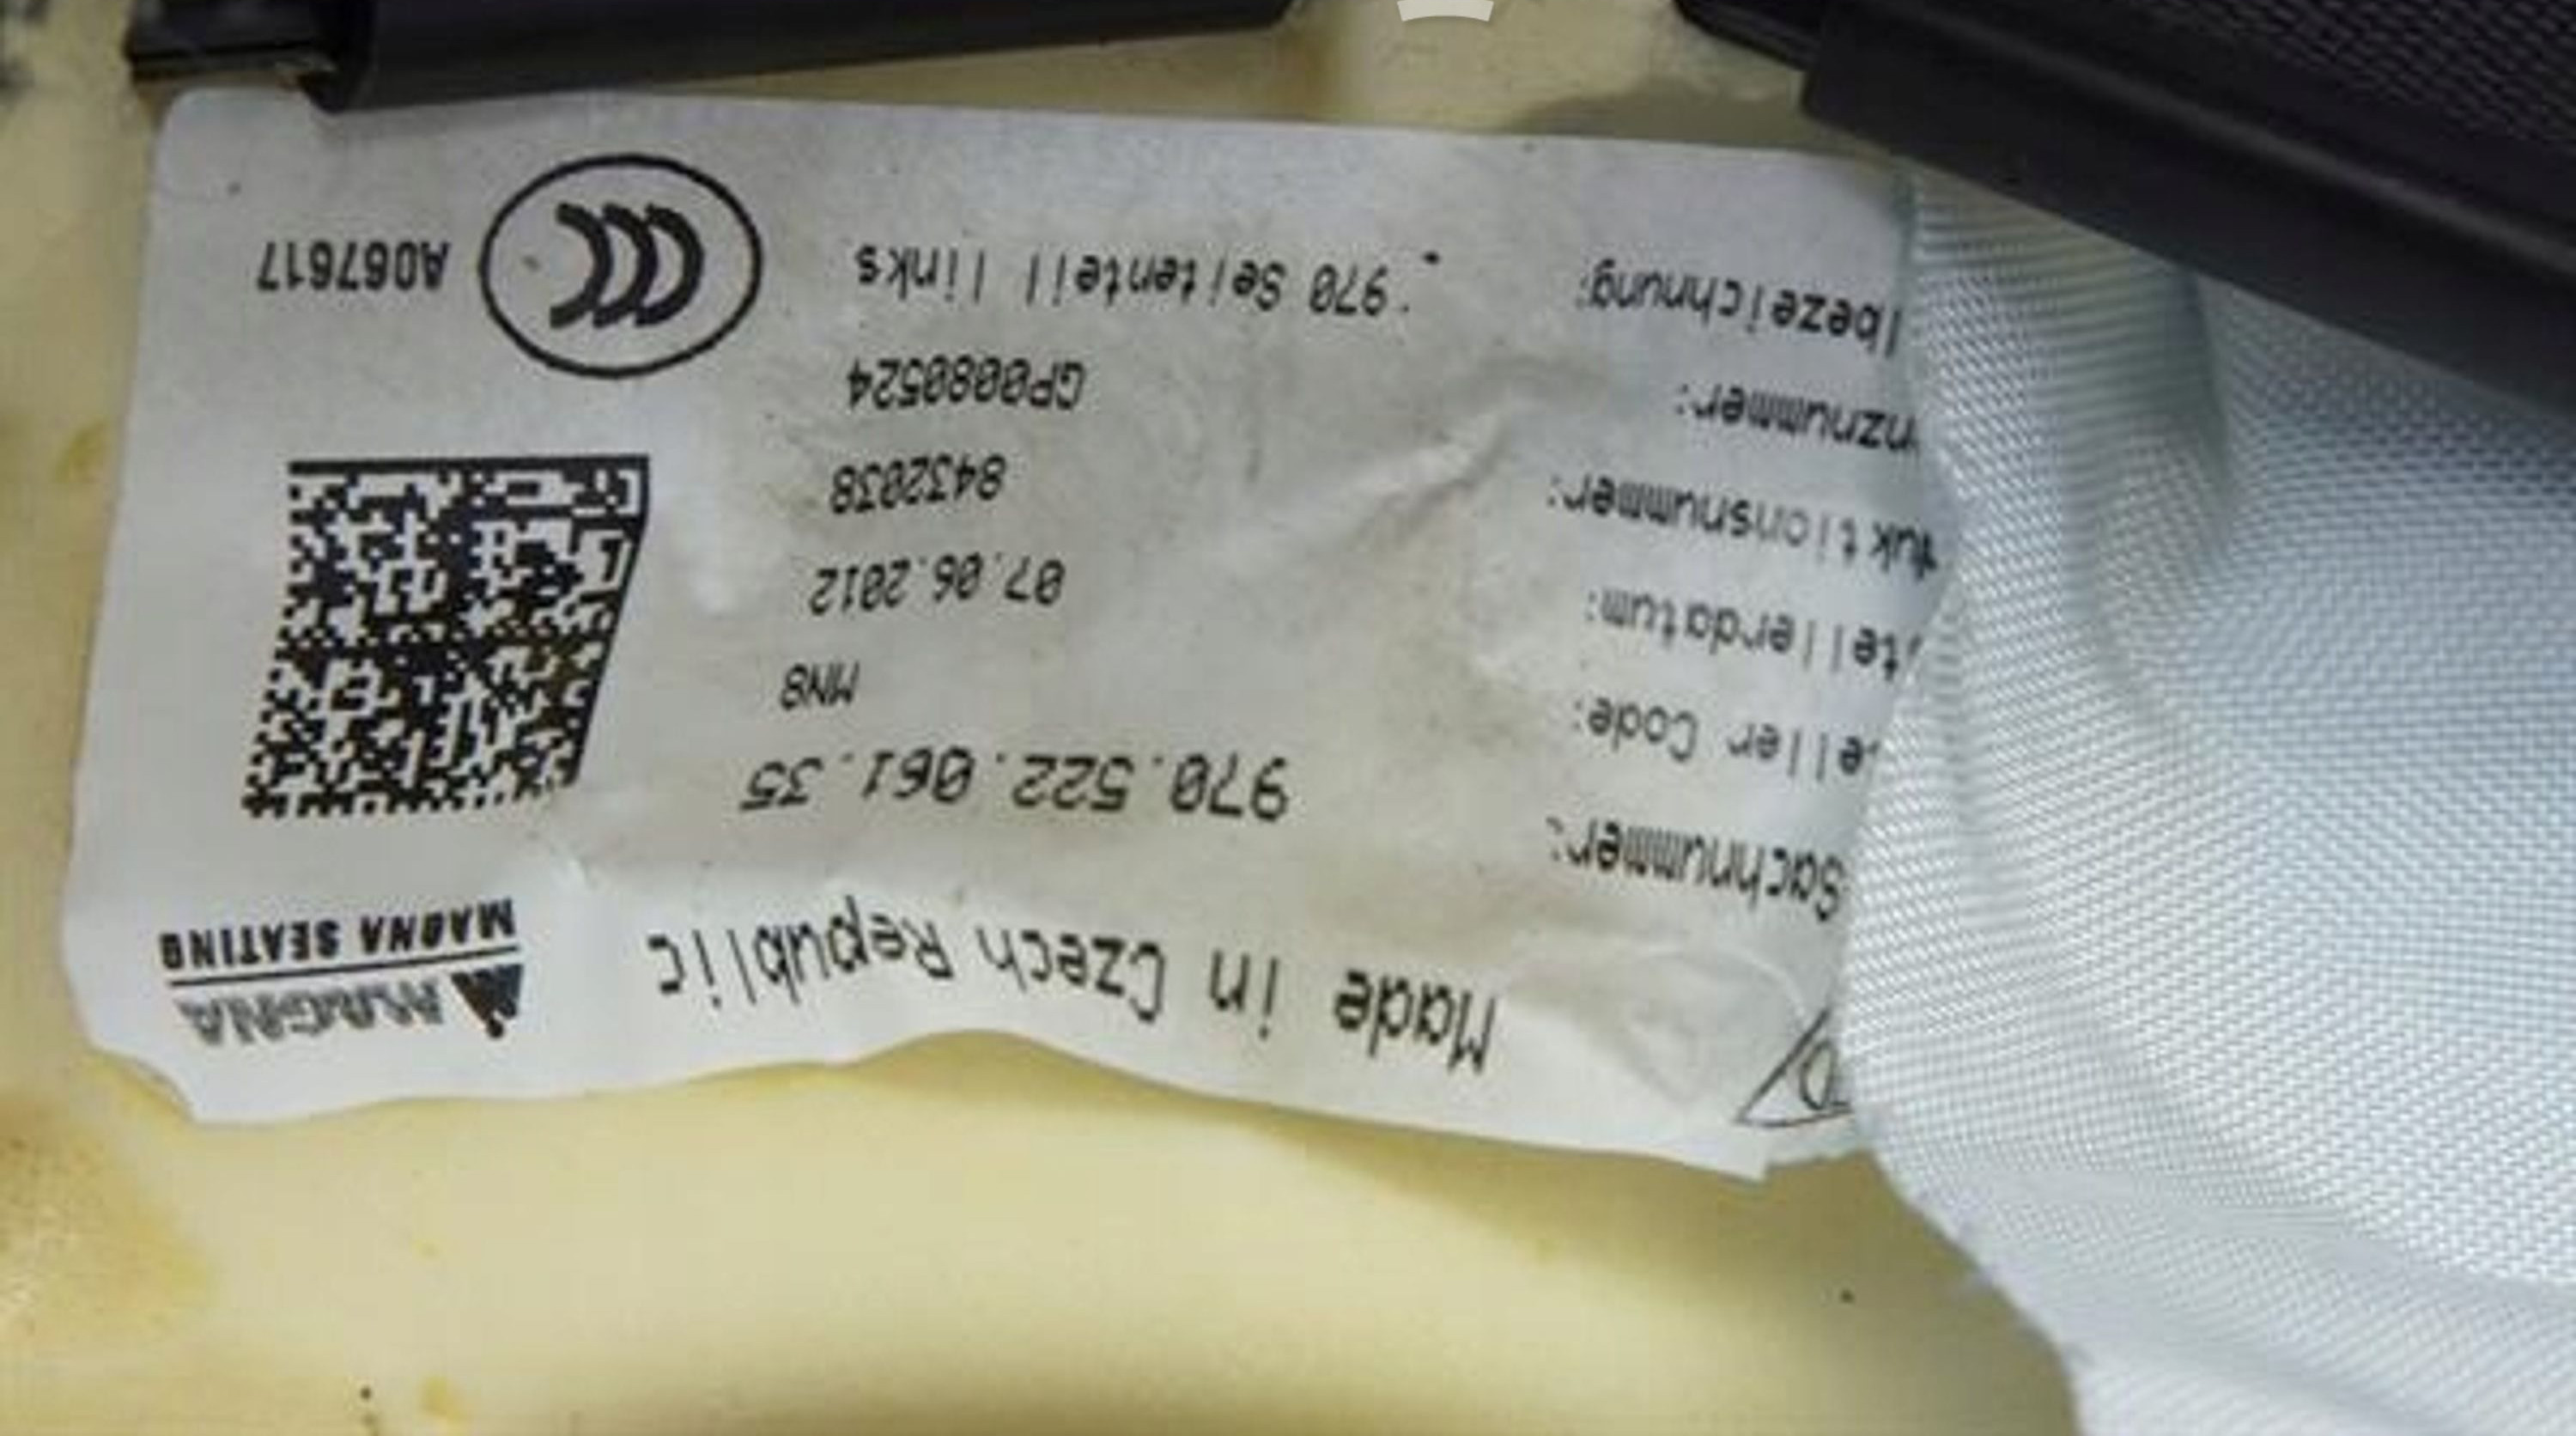 Made in Czech Republic
MAGNA
MAGNA SEATING
Sachnummer: 970.522.061.35
eller Code: MN8
tellerdatum: 07.06.2012
uktionsnummer: 8432038
nznummer: GP0080524
lbezeichnung: 970 Seitenteil links
CCC
A067617